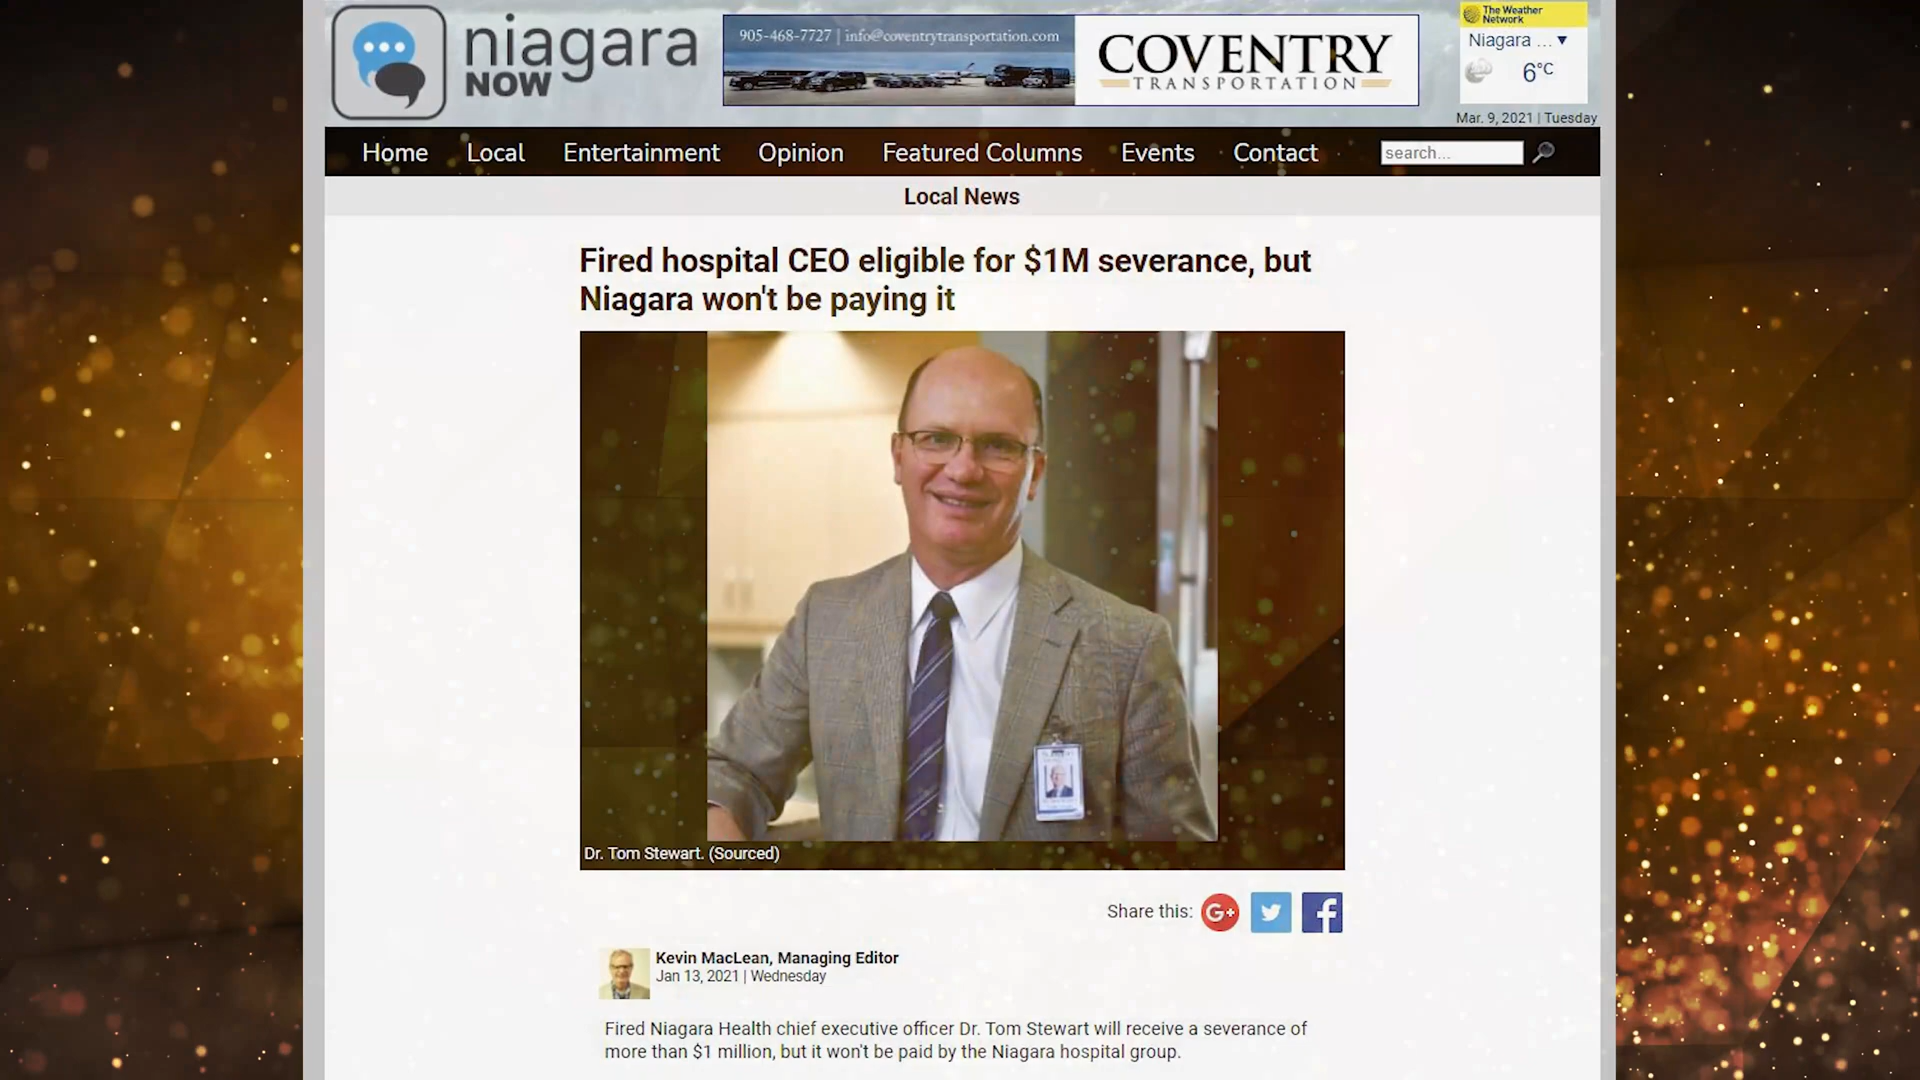 niagara
NOW
905-468-7727 | info@coventrytransportation.com
COVENTRY
TRANSPORTATION
The Weather
Network
Niagara ...
6°C
Mar. 9, 2021 | Tuesday
Home Local Entertainment Opinion Featured Columns Events Contact search...
Local News
Fired hospital CEO eligible for $1M severance, but
Niagara won't be paying it
Dr. Tom Stewart. (Sourced)
Share this: G+ f
Kevin MacLean, Managing Editor
Jan 13, 2021 | Wednesday
Fired Niagara Health chief executive officer Dr. Tom Stewart will receive a severance of
more than $1 million, but it won't be paid by the Niagara hospital group.